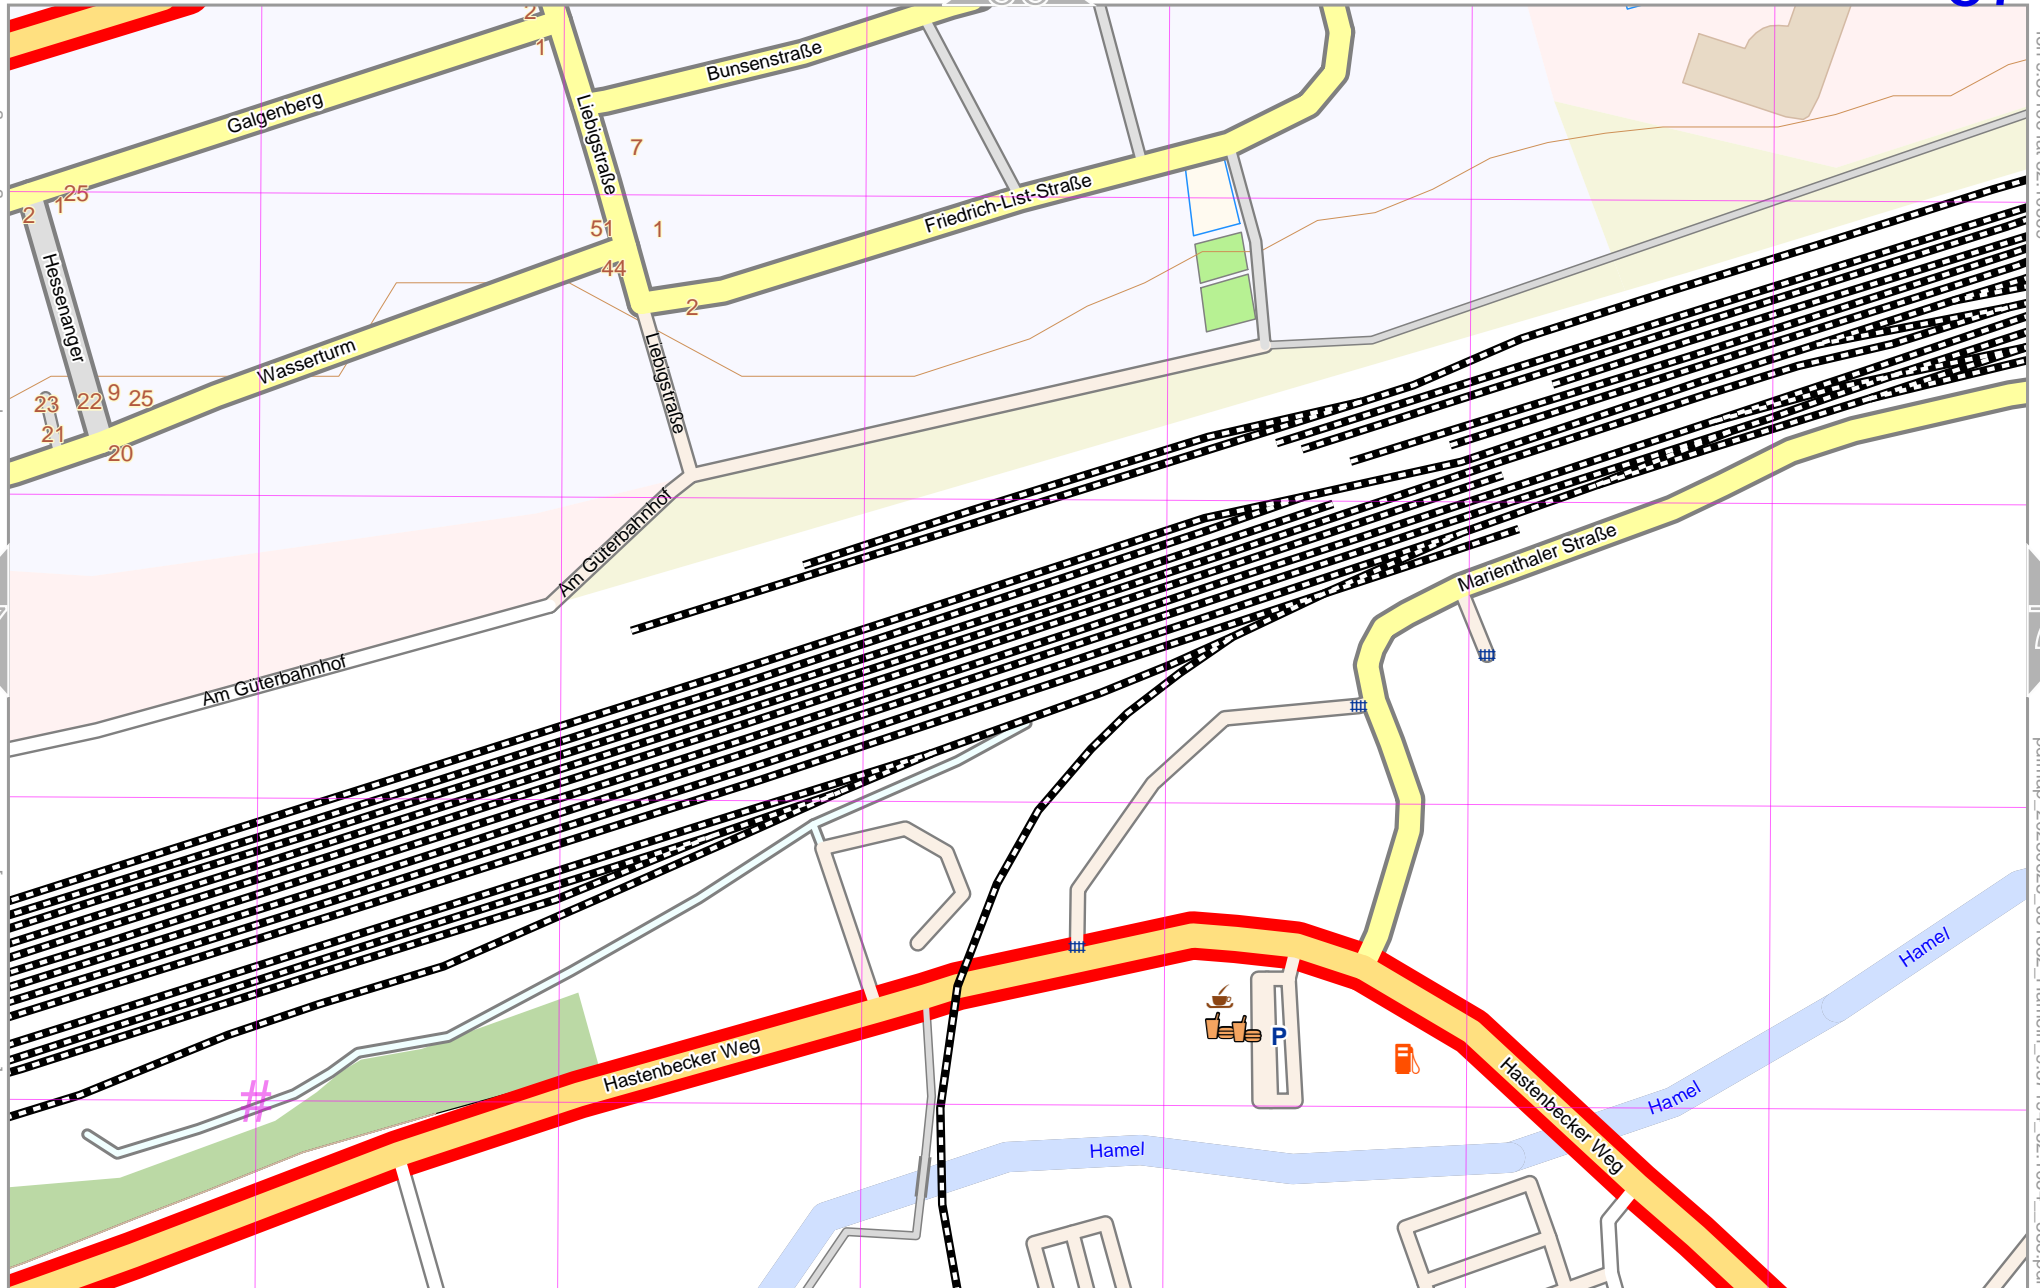 2
1
Bunsenstraße
Galgenberg
Liebigstraße
7
25
1
2
Friedrich-List-Straße
51
1
44
Hessenanger
2
Wasserturm
Liebigstraße
9
25
22
23
21
20
Am Güterbahnhof
Marienthaler Straße
Am Güterbahnhof
Hamel
P
Hastenbecker Weg
Hastenbecker Weg
Hamel
#
Hamel